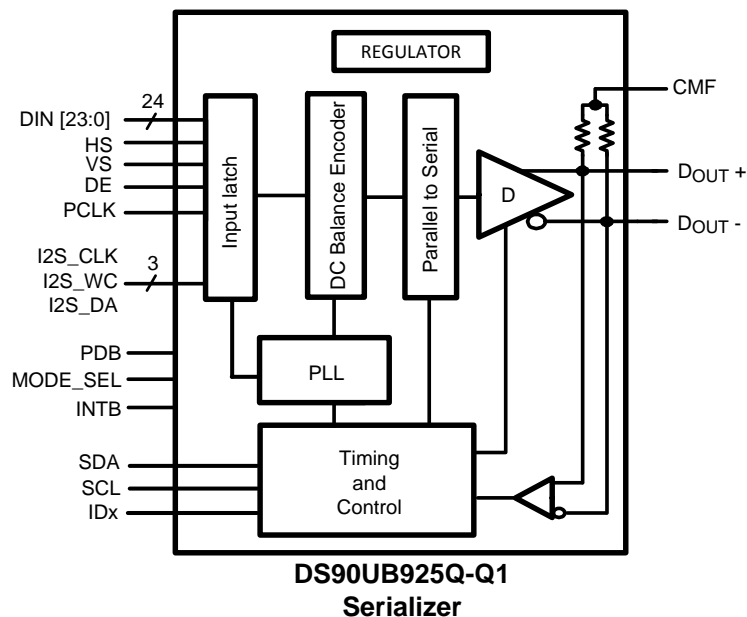 REGULATOR
CMF
24
DIN [23:0]
HS
VS
DE
PCLK
Input latch
DC Balance Encoder
Parallel to Serial
D
DOUT +
DOUT -
I2S_CLK
3
I2S_WC
I2S_DA
PDB
MODE_SEL
INTB
PLL
SDA
SCL
IDx
Timing
and
Control
DS90UB925Q-Q1
Serializer